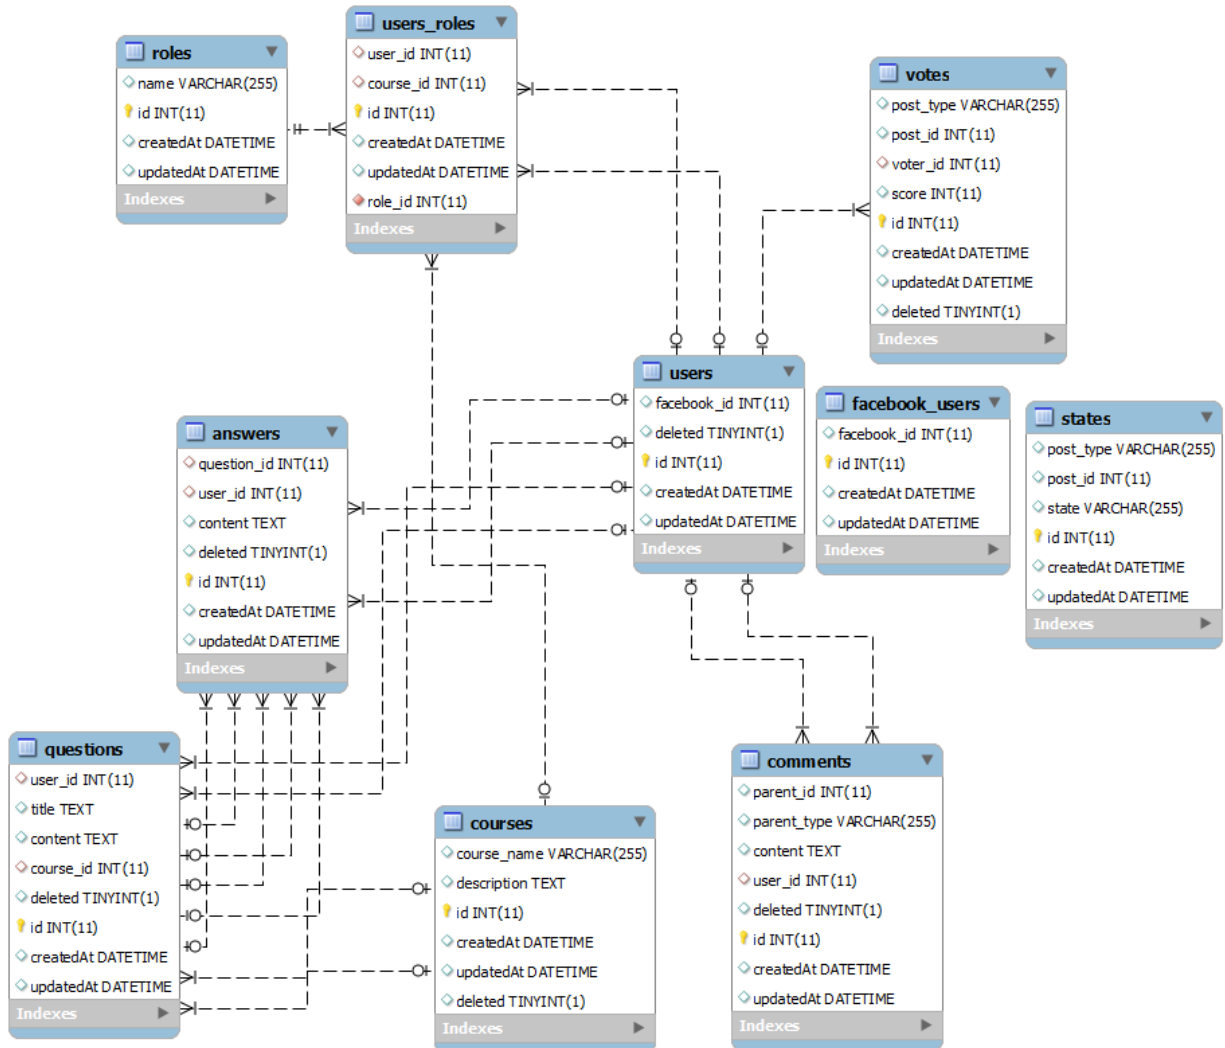 roles
name VARCHAR(255)
id INT(11)
createdAt DATETIME
updatedAt DATETIME
Indexes
users_roles
user_id INT(11)
course_id INT(11)
id INT(11)
createdAt DATETIME
updatedAt DATETIME
role_id INT(11)
Indexes
votes
post_type VARCHAR(255)
post_id INT(11)
voter_id INT(11)
score INT(11)
id INT(11)
createdAt DATETIME
updatedAt DATETIME
deleted TINYINT(1)
Indexes
users
facebook_id INT(11)
deleted TINYINT(1)
id INT(11)
createdAt DATETIME
updatedAt DATETIME
Indexes
facebook_users
facebook_id INT(11)
id INT(11)
createdAt DATETIME
updatedAt DATETIME
Indexes
states
post_type VARCHAR(255)
post_id INT(11)
state VARCHAR(255)
id INT(11)
createdAt DATETIME
updatedAt DATETIME
Indexes
answers
question_id INT(11)
user_id INT(11)
content TEXT
deleted TINYINT(1)
id INT(11)
createdAt DATETIME
updatedAt DATETIME
Indexes
questions
user_id INT(11)
title TEXT
content TEXT
course_id INT(11)
deleted TINYINT(1)
id INT(11)
createdAt DATETIME
updatedAt DATETIME
Indexes
courses
course_name VARCHAR(255)
description TEXT
id INT(11)
createdAt DATETIME
updatedAt DATETIME
deleted TINYINT(1)
Indexes
comments
parent_id INT(11)
parent_type VARCHAR(255)
content TEXT
user_id INT(11)
deleted TINYINT(1)
id INT(11)
createdAt DATETIME
updatedAt DATETIME
Indexes